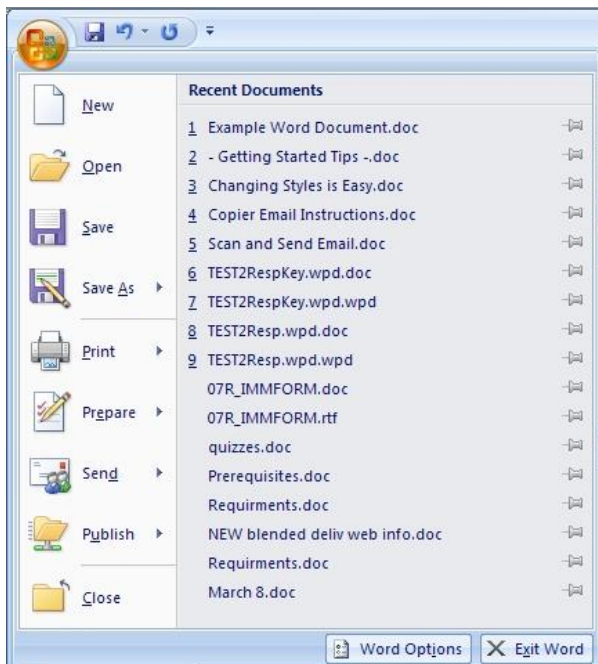 New
Open
Save
Save As
Print
Prepare
Send
Publish
Close
Recent Documents
1 Example Word Document.doc
2 - Getting Started Tips -.doc
3 Changing Styles is Easy.doc
4 Copier Email Instructions.doc
5 Scan and Send Email.doc
6 TEST2RespKey.wpd.doc
7 TEST2RespKey.wpd.wpd
8 TEST2Resp.wpd.doc
9 TEST2Resp.wpd.wpd
07R_IMMFORM.doc
07R_IMMFORM.rtf
quizzes.doc
Prerequisites.doc
Requirments.doc
NEW blended deliv web info.doc
Requirments.doc
March 8.doc
Word Options
Exit Word